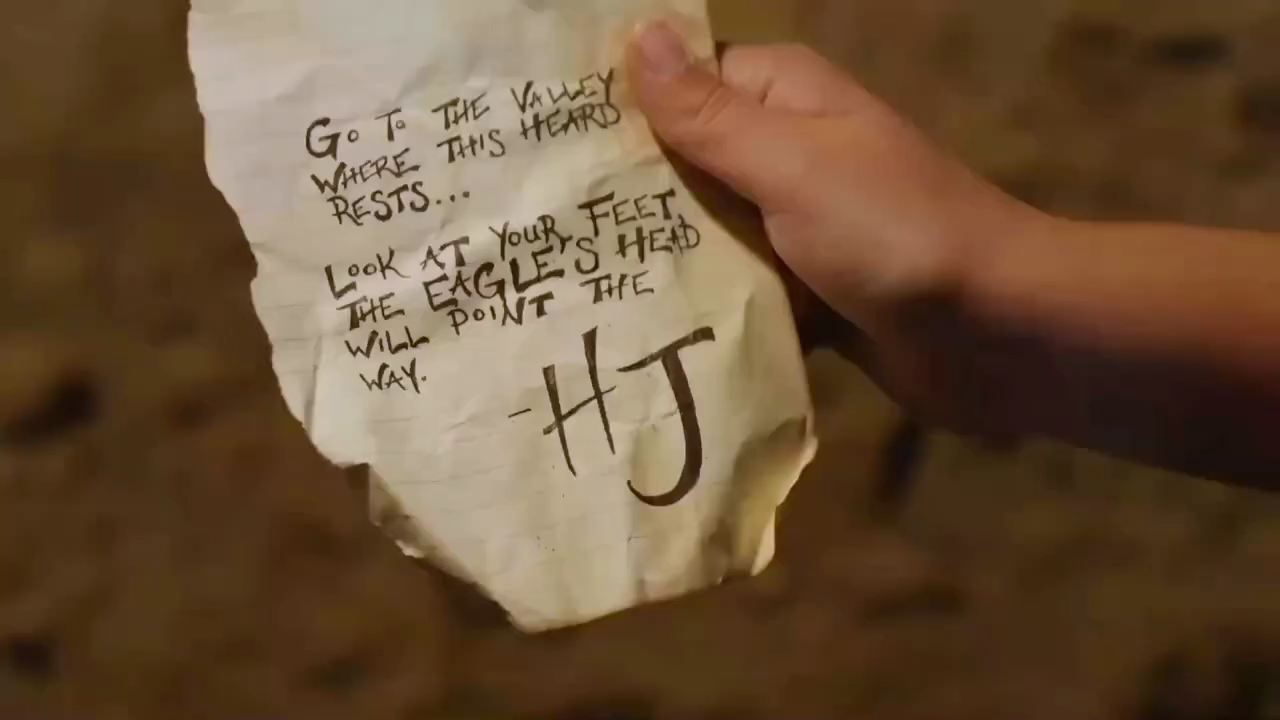 GO TO THE VALLEY
WHERE THIS HEARD
RESTS...
LOOK AT YOUR FEET,
THE EAGLE'S HEAD
WILL POINT THE
WAY.
-HJ